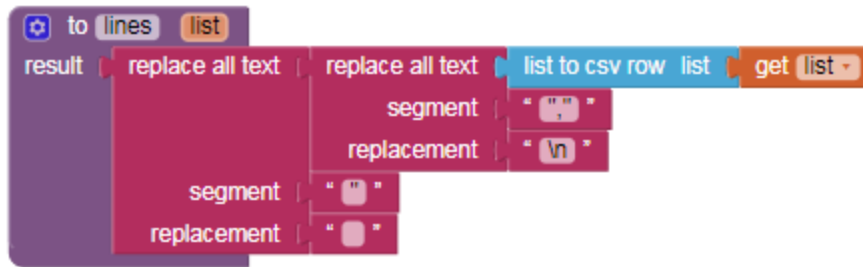 to lines list
result replace all text replace all text list to csv row list get list
segment " "," "
replacement " \n "
segment " " "
replacement " "